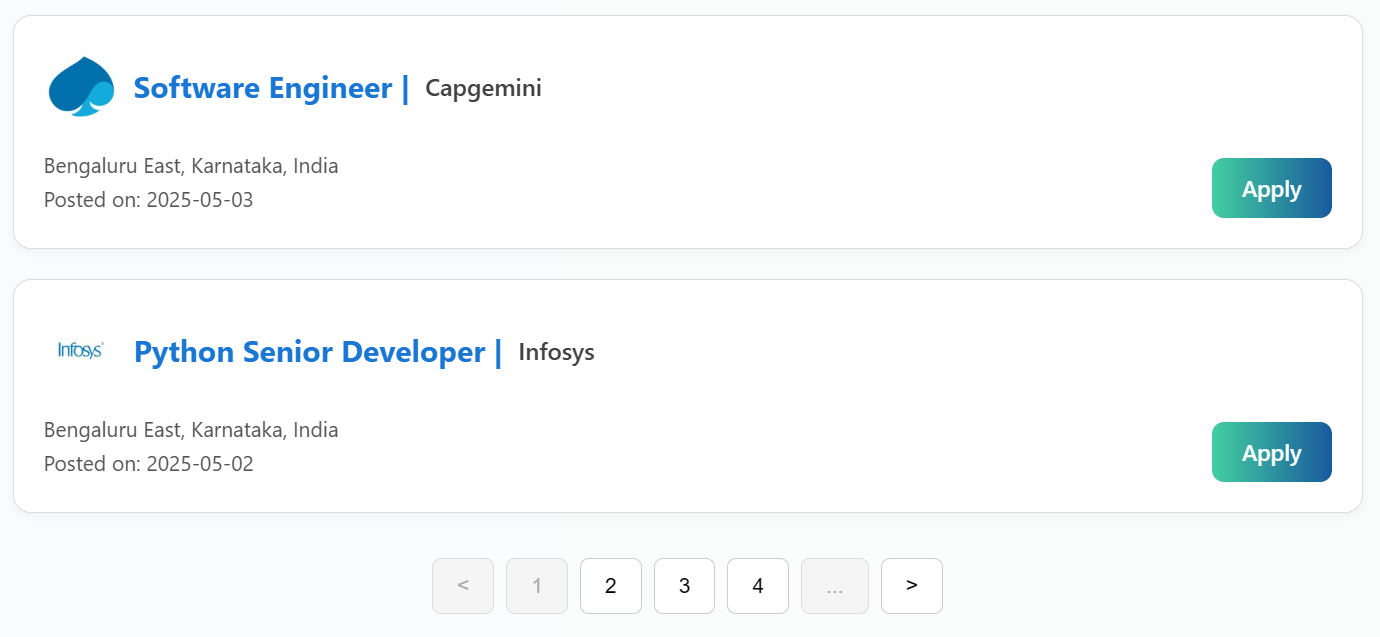 Software Engineer | Capgemini
Bengaluru East, Karnataka, India
Posted on: 2025-05-03
Apply
Infosys
Python Senior Developer | Infosys
Bengaluru East, Karnataka, India
Posted on: 2025-05-02
Apply
< 1 2 3 4 ... >